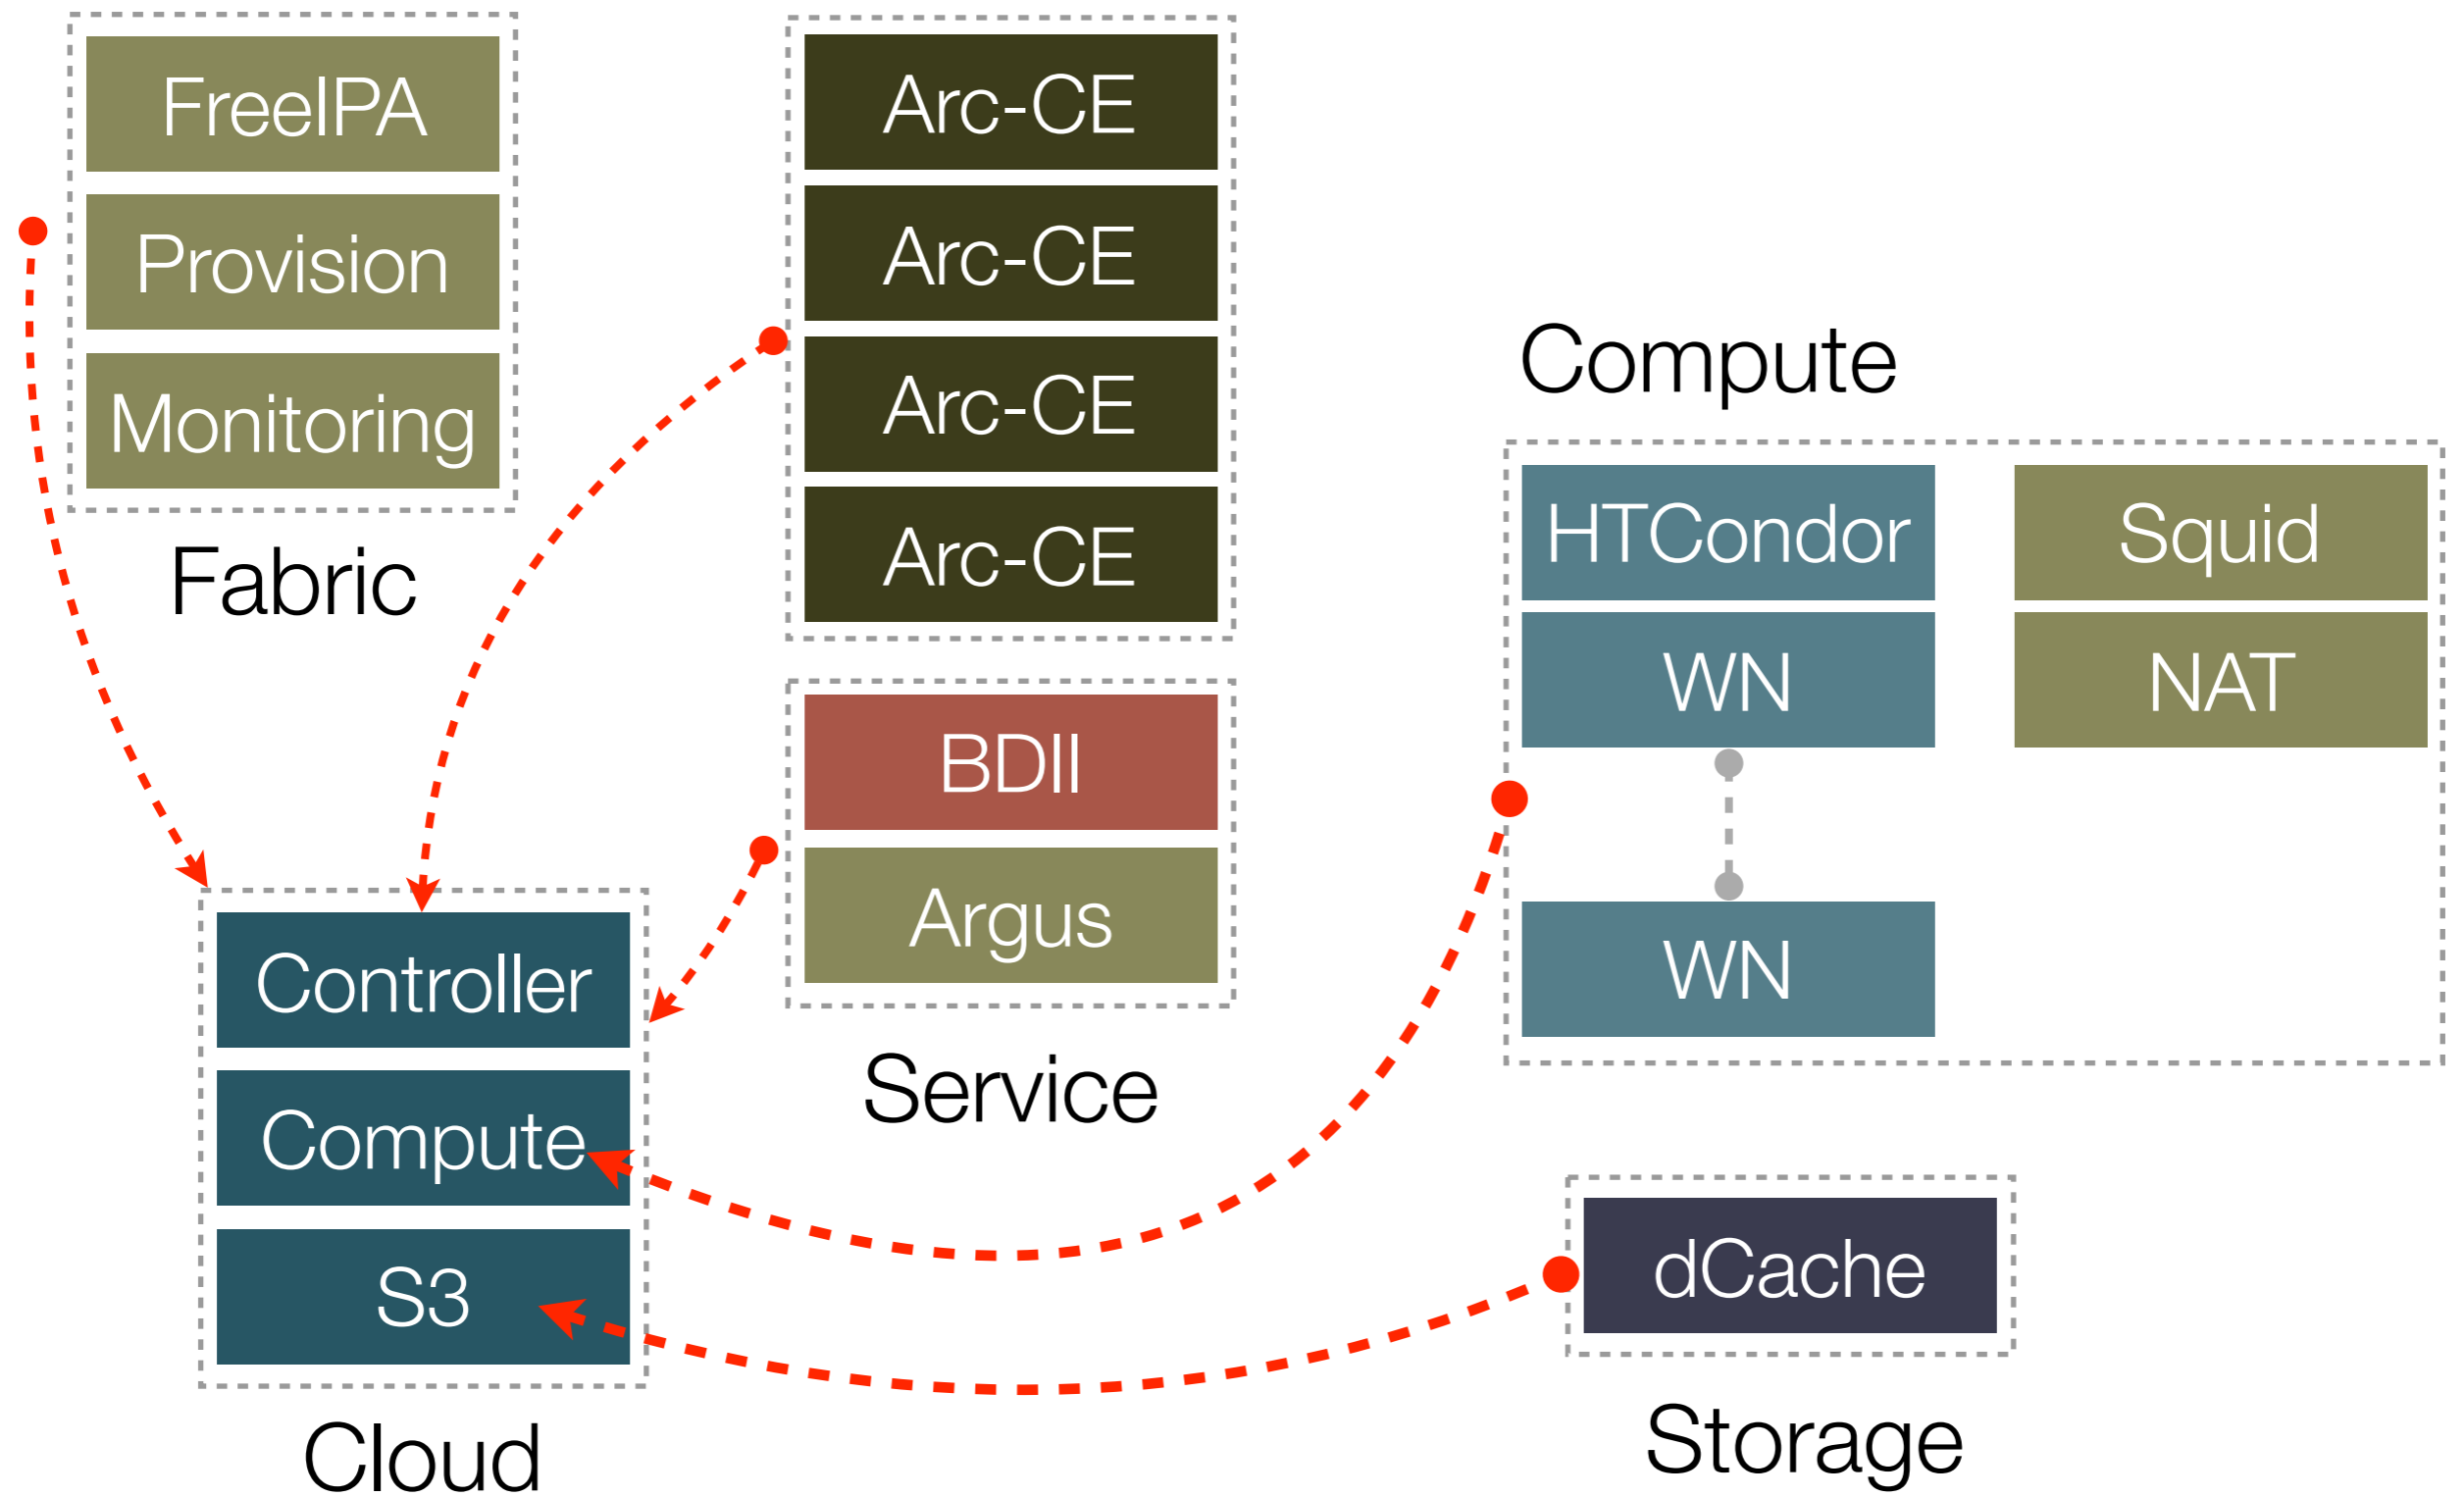 FreeIPA
Provision
Monitoring
Fabric
Arc-CE
Arc-CE
Arc-CE
Arc-CE
BDII
Argus
Service
Compute
HTCondor
Squid
WN
NAT
WN
Controller
Compute
S3
Cloud
dCache
Storage